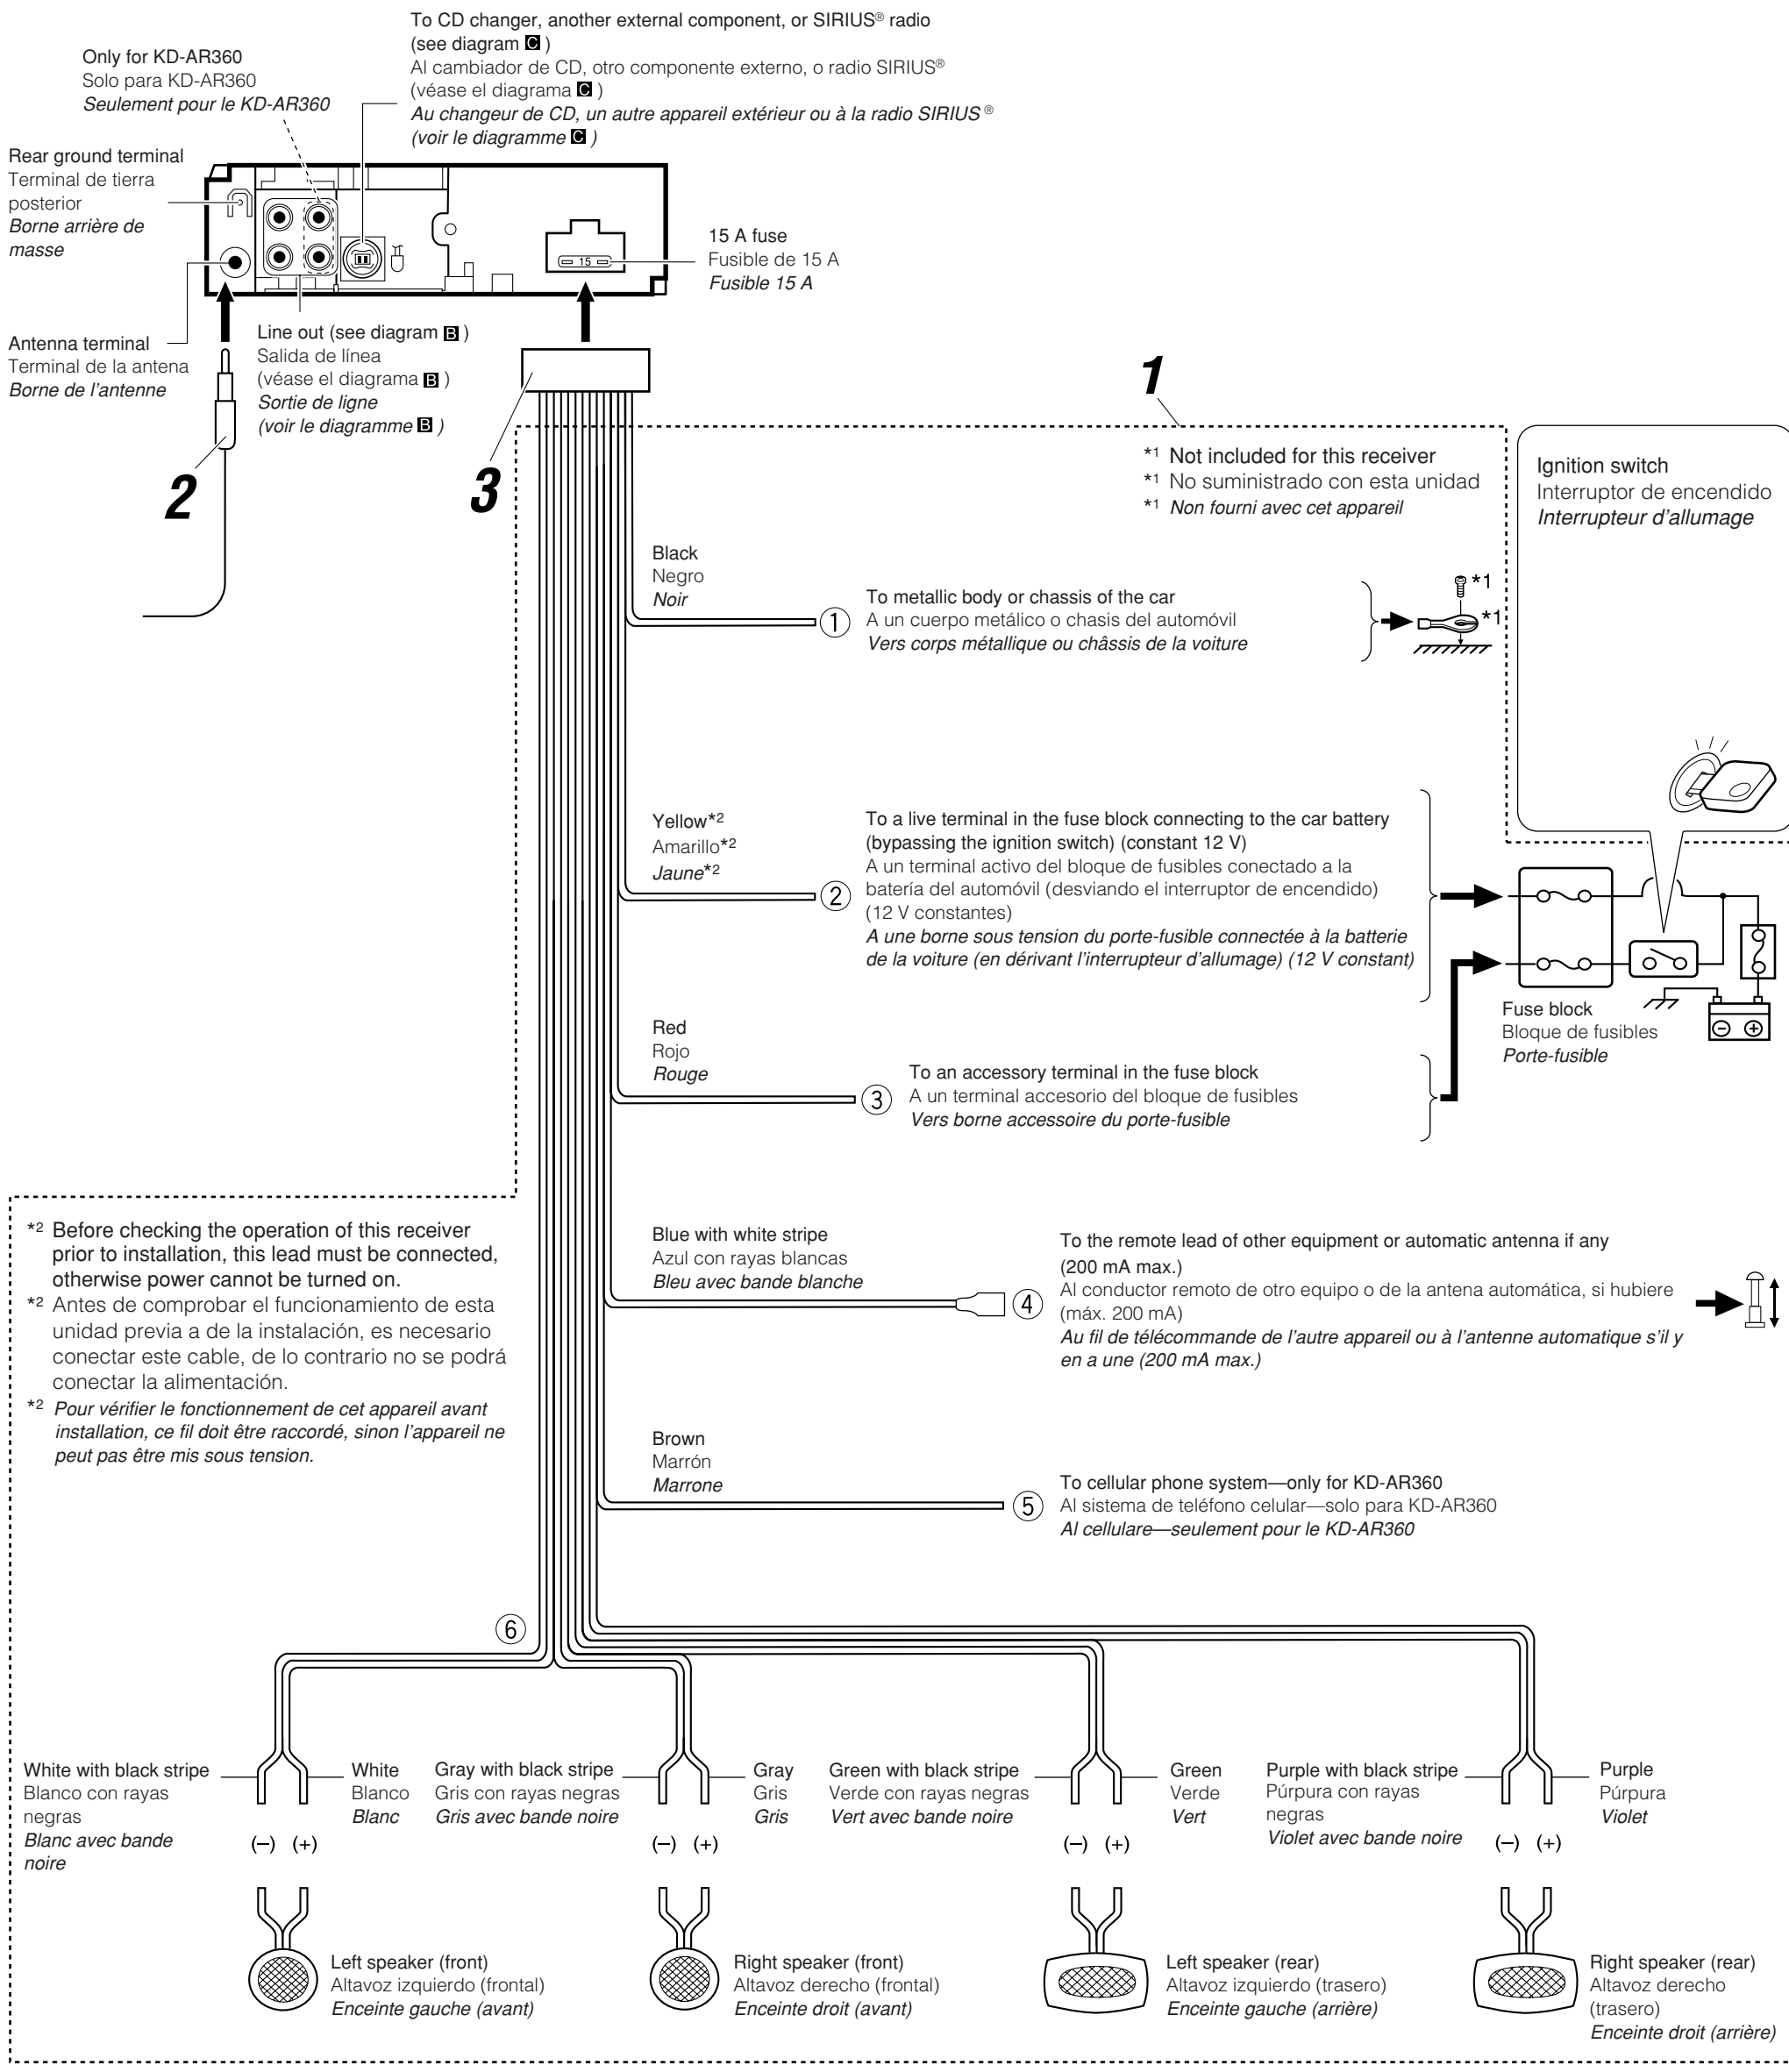 To CD changer, another external component, or SIRIUS® radio
(see diagram C )
Al cambiador de CD, otro componente externo, o radio SIRIUS®
(véase el diagrama C )
Au changeur de CD, un autre appareil extérieur ou à la radio SIRIUS ®
(voir le diagramme C )
Only for KD-AR360
Solo para KD-AR360
Seulement pour le KD-AR360
Rear ground terminal
Terminal de tierra
posterior
Borne arrière de
masse
15
15 A fuse
Fusible de 15 A
Fusible 15 A
Antenna terminal
Terminal de la antena
Borne de l'antenne
Line out (see diagram B )
Salida de línea
(véase el diagrama B )
Sortie de ligne
(voir le diagramme B )
2
3
1
*1 Not included for this receiver
*1 No suministrado con esta unidad
*1 Non fourni avec cet appareil
Ignition switch
Interruptor de encendido
Interrupteur d'allumage
Black
Negro
Noir
1
To metallic body or chassis of the car
A un cuerpo metálico o chasis del automóvil
Vers corps métallique ou châssis de la voiture
*1
*1
Yellow*2
Amarillo*2
Jaune*2
2
To a live terminal in the fuse block connecting to the car battery
(bypassing the ignition switch) (constant 12 V)
A un terminal activo del bloque de fusibles conectado a la
batería del automóvil (desviando el interruptor de encendido)
(12 V constantes)
A une borne sous tension du porte-fusible connectée à la batterie
de la voiture (en dérivant l'interrupteur d'allumage) (12 V constant)
Fuse block
Bloque de fusibles
Porte-fusible
Red
Rojo
Rouge
3
To an accessory terminal in the fuse block
A un terminal accesorio del bloque de fusibles
Vers borne accessoire du porte-fusible
*2 Before checking the operation of this receiver
prior to installation, this lead must be connected,
otherwise power cannot be turned on.
*2 Antes de comprobar el funcionamiento de esta
unidad previa a de la instalación, es necesario
conectar este cable, de lo contrario no se podrá
conectar la alimentación.
*2 Pour vérifier le fonctionnement de cet appareil avant
installation, ce fil doit être raccordé, sinon l'appareil ne
peut pas être mis sous tension.
Blue with white stripe
Azul con rayas blancas
Bleu avec bande blanche
4
To the remote lead of other equipment or automatic antenna if any
(200 mA max.)
Al conductor remoto de otro equipo o de la antena automática, si hubiere
(máx. 200 mA)
Au fil de télécommande de l'autre appareil ou à l'antenne automatique s'il y
en a une (200 mA max.)
Brown
Marrón
Marrone
5
To cellular phone system—only for KD-AR360
Al sistema de teléfono celular—solo para KD-AR360
Al cellulare—seulement pour le KD-AR360
6
White with black stripe
Blanco con rayas
negras
Blanc avec bande
noire
White
Blanco
Blanc
Gray with black stripe
Gris con rayas negras
Gris avec bande noire
Gray
Gris
Gris
Green with black stripe
Verde con rayas negras
Vert avec bande noire
Green
Verde
Vert
Purple with black stripe
Púrpura con rayas
negras
Violet avec bande noire
Purple
Púrpura
Violet
(−) (+)
(−) (+)
(−) (+)
(−) (+)
Left speaker (front)
Altavoz izquierdo (frontal)
Enceinte gauche (avant)
Right speaker (front)
Altavoz derecho (frontal)
Enceinte droit (avant)
Left speaker (rear)
Altavoz izquierdo (trasero)
Enceinte gauche (arrière)
Right speaker (rear)
Altavoz derecho
(trasero)
Enceinte droit (arrière)